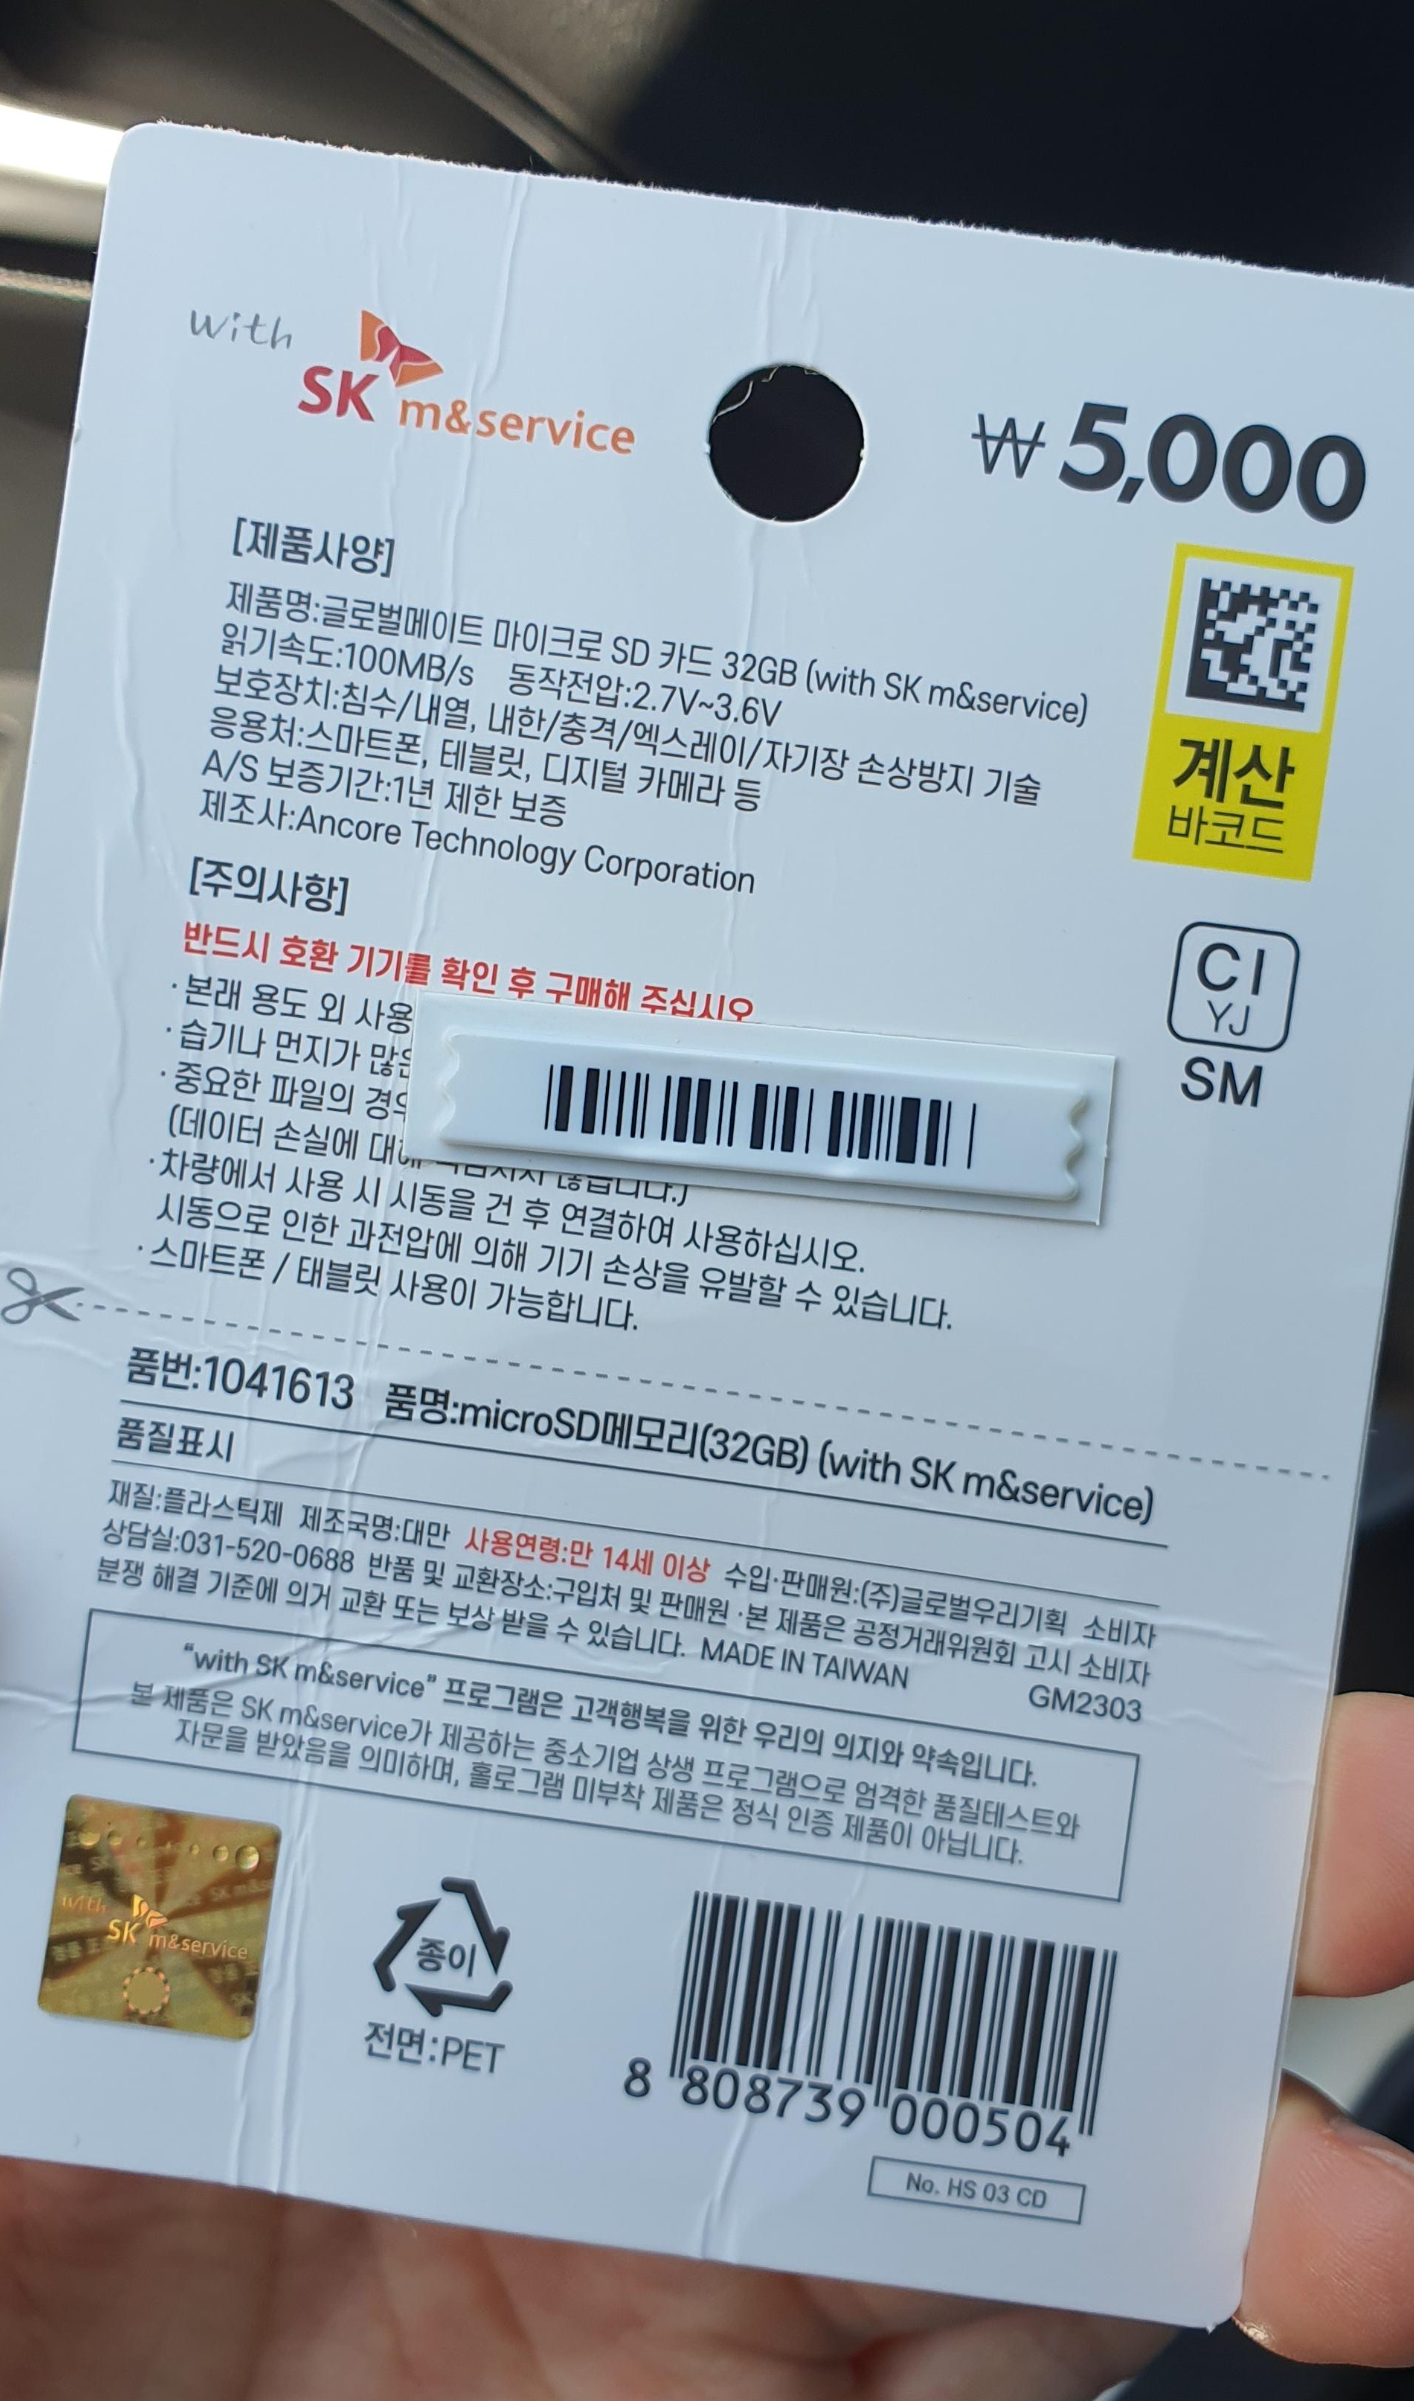 with
SK m&service
₩5,000
[제품사양]
제품명:글로벌메이트 마이크로 SD 카드 32GB (with SK m&service)
읽기속도:100MB/s 동작전압:2.7V~3.6V
보호장치:침수/내열, 내한/충격/엑스레이/자기장 손상방지 기술
응용처:스마트폰, 테블릿, 디지털 카메라 등
A/S 보증기간:1년 제한 보증
제조사:Ancore Technology Corporation
계산
바코드
CI
YJ
SM
[주의사항]
반드시 호환 기기를 확인 후 구매해 주십시오
·본래 용도 외 사용
·습기나 먼지가
·중요한 파일의
(데이터 손실에 않습니다.)
·차량에서 사용 시 시동을 건 후 연결하여 사용하십시오.
시동으로 인한 과전압에 의해 기기 손상을 유발할 수 있습니다.
·스마트폰 / 태블릿 사용이 가능합니다.
품번:1041613 품명:microSD메모리(32GB) (with SK m&service)
품질표시
재질:플라스틱제 제조국명:대만 사용연령:만 14세 이상 수입·판매원:(주)글로벌우리기획 소비자
상담실:031-520-0688 반품 및 교환장소:구입처 및 판매원 ·본 제품은 공정거래위원회 고시 소비자
분쟁 해결 기준에 의거 교환 또는 보상 받을 수 있습니다. MADE IN TAIWAN GM2303
“with SK m&service” 프로그램은 고객행복을 위한 우리의 의지와 약속입니다.
본 제품은 SK m&service가 제공하는 중소기업 상생 프로그램으로 엄격한 품질테스트와
자문을 받았음을 의미하며, 홀로그램 미부착 제품은 정식 인증 제품이 아닙니다.
with
SK m&service
종이
전면:PET
8 808739 000504
No. HS 03 CD